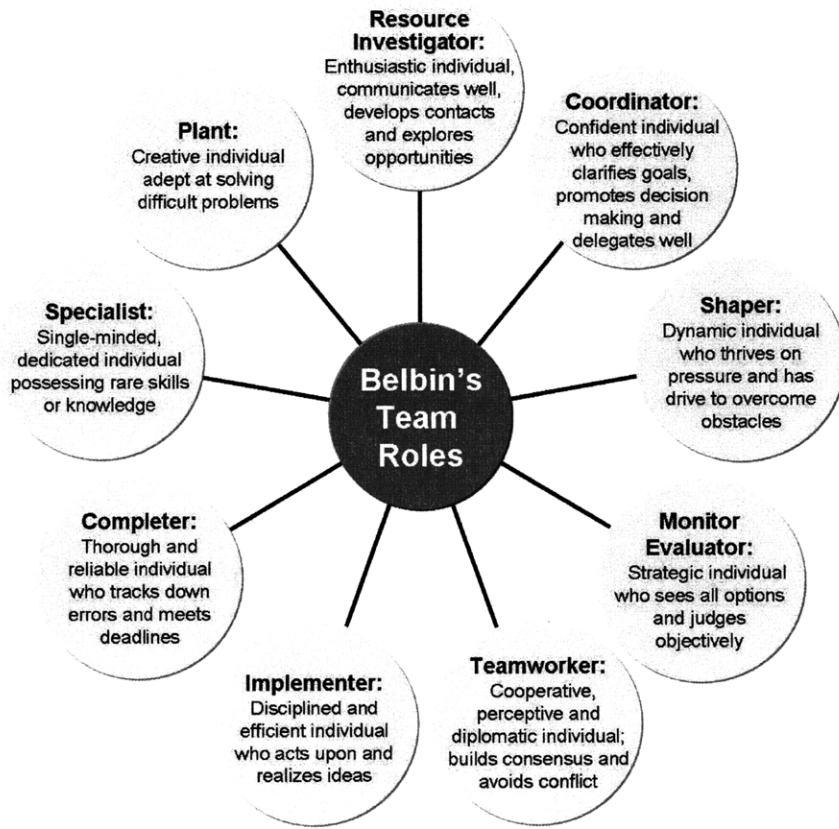 Resource
Investigator:
Enthusiastic individual,
communicates well,
develops contacts
and explores
opportunities
Coordinator:
Confident individual
who effectively
clarifies goals,
promotes decision
making and
delegates well
Shaper:
Dynamic individual
who thrives on
pressure and has
drive to overcome
obstacles
Monitor
Evaluator:
Strategic individual
who sees all options
and judges
objectively
Teamworker:
Cooperative,
perceptive and
diplomatic individual;
builds consensus and
avoids conflict
Implementer:
Disciplined and
efficient individual
who acts upon and
realizes ideas
Completer:
Thorough and
reliable individual
who tracks down
errors and meets
deadlines
Specialist:
Single-minded,
dedicated individual
possessing rare skills
or knowledge
Plant:
Creative individual
adept at solving
difficult problems
Belbin's
Team
Roles